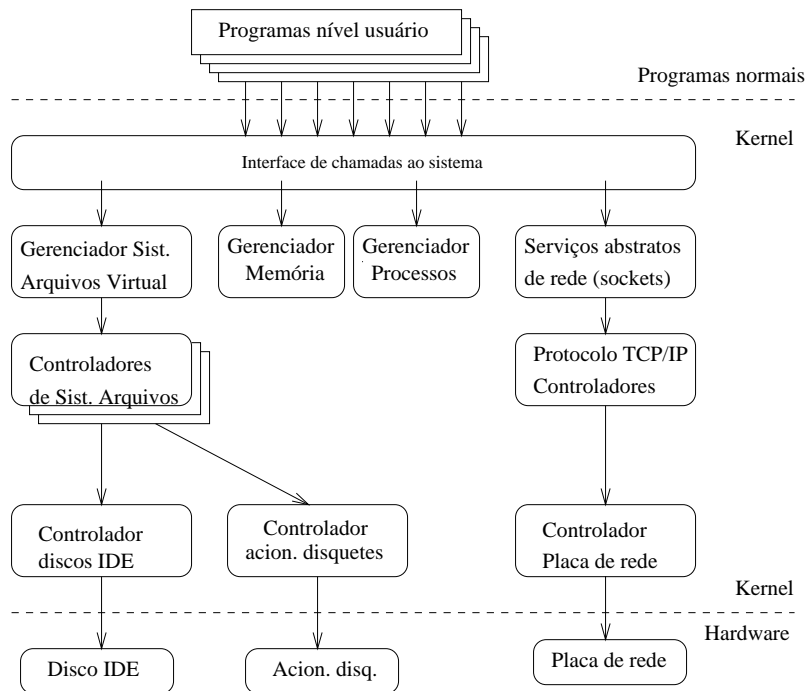 Programas nível usuário
Programas normais
Kernel
Interface de chamadas ao sistema
Gerenciador Sist.
Arquivos Virtual
Gerenciador
Memória
Gerenciador
Processos
Serviços abstratos
de rede (sockets)
Controladores
de Sist. Arquivos
Protocolo TCP/IP
Controladores
Controlador
discos IDE
Controlador
acion. disquetes
Controlador
Placa de rede
Kernel
Hardware
Disco IDE
Acion. disq.
Placa de rede